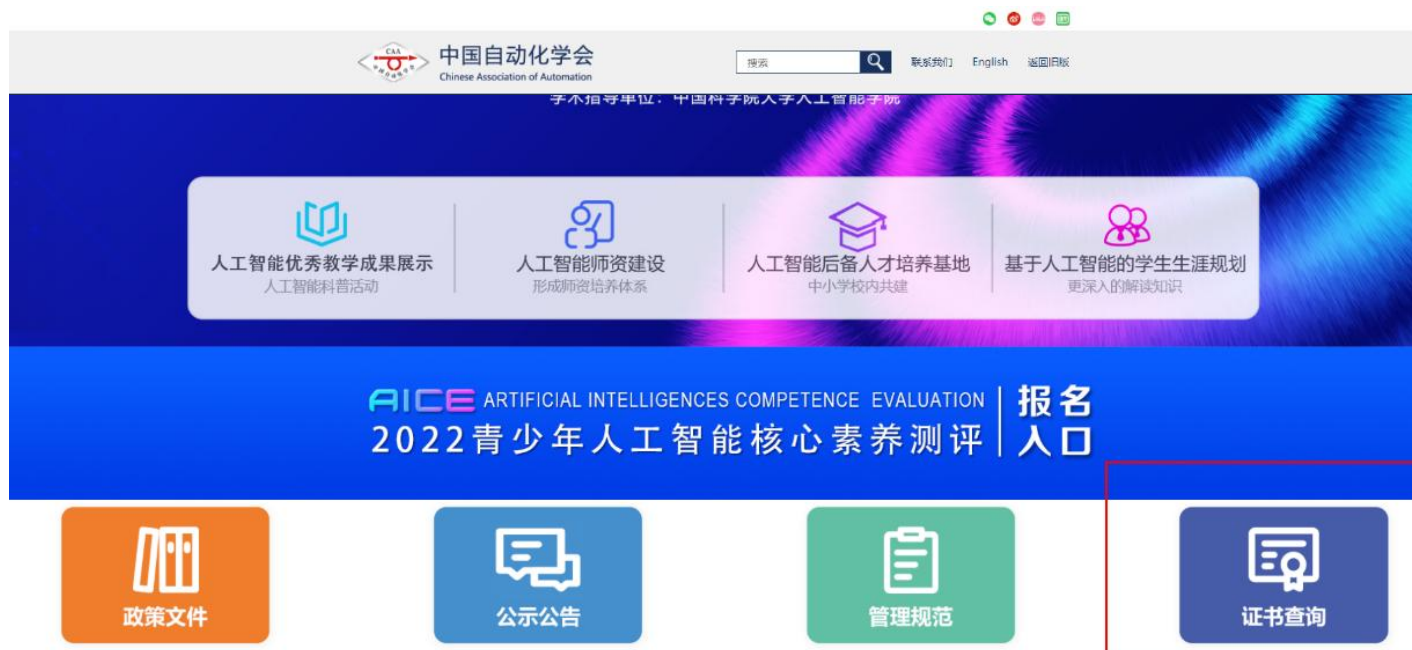 中国自动化学会
Chinese Association of Automation
搜索
联系我们 English 返回旧版
学术指导单位：中国科学院大学人工智能学院
人工智能优秀教学成果展示
人工智能科普活动
人工智能师资建设
形成师资培养体系
人工智能后备人才培养基地
中小学校内共建
基于人工智能的学生生涯规划
更深入的解读知识
AICE ARTIFICIAL INTELLIGENCES COMPETENCE EVALUATION
2022青少年人工智能核心素养测评
报名
入口
政策文件
公示公告
管理规范
证书查询